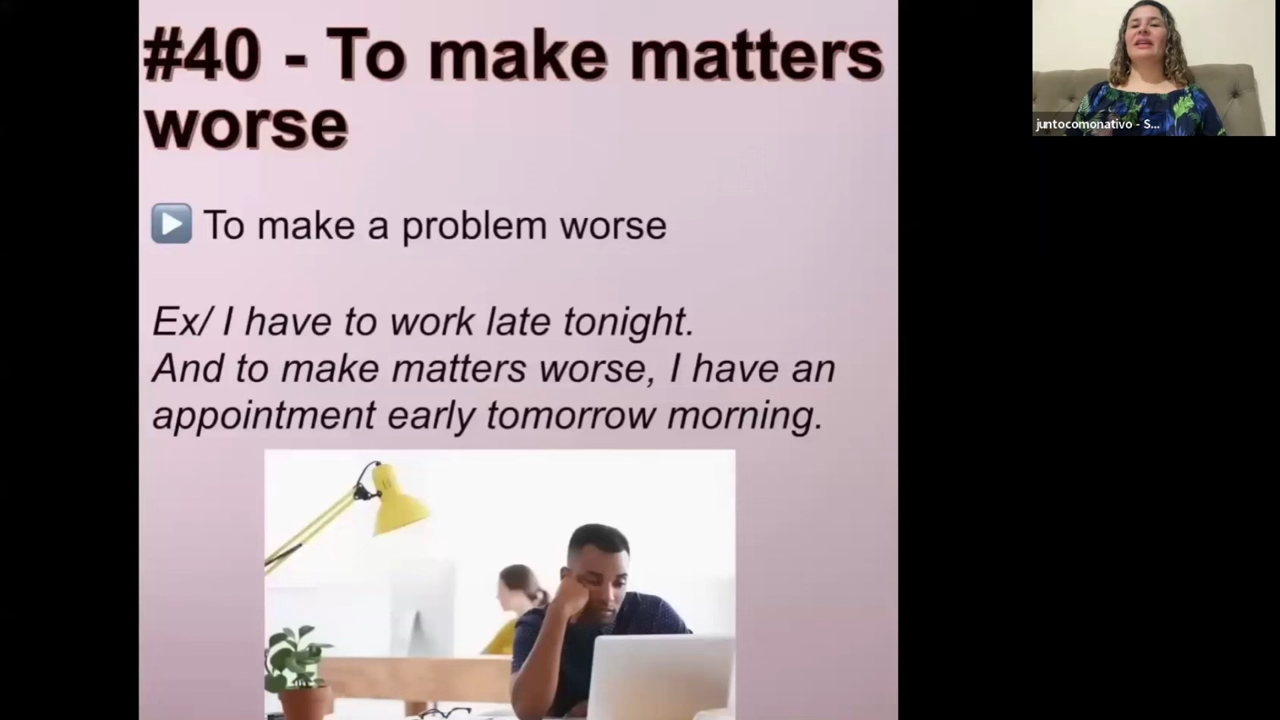 #40 - To make matters
worse
To make a problem worse
Ex/ I have to work late tonight.
And to make matters worse, I have an
appointment early tomorrow morning.
juntocomonativo - S...